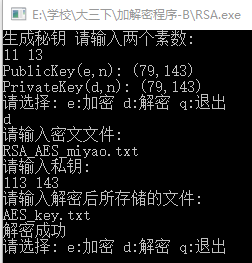 E:\学校\大三下\加解密程序-B\RSA.exe
生成秘钥 请输入两个素数:
11 13
PublicKey(e,n): (79,143)
PrivateKey(d,n): (79,143)
请选择: e:加密 d:解密 q:退出
d
请输入密文文件:
RSA_AES_miyao.txt
请输入私钥:
113 143
请输入解密后所存储的文件:
AES_key.txt
解密成功
请选择: e:加密 d:解密 q:退出